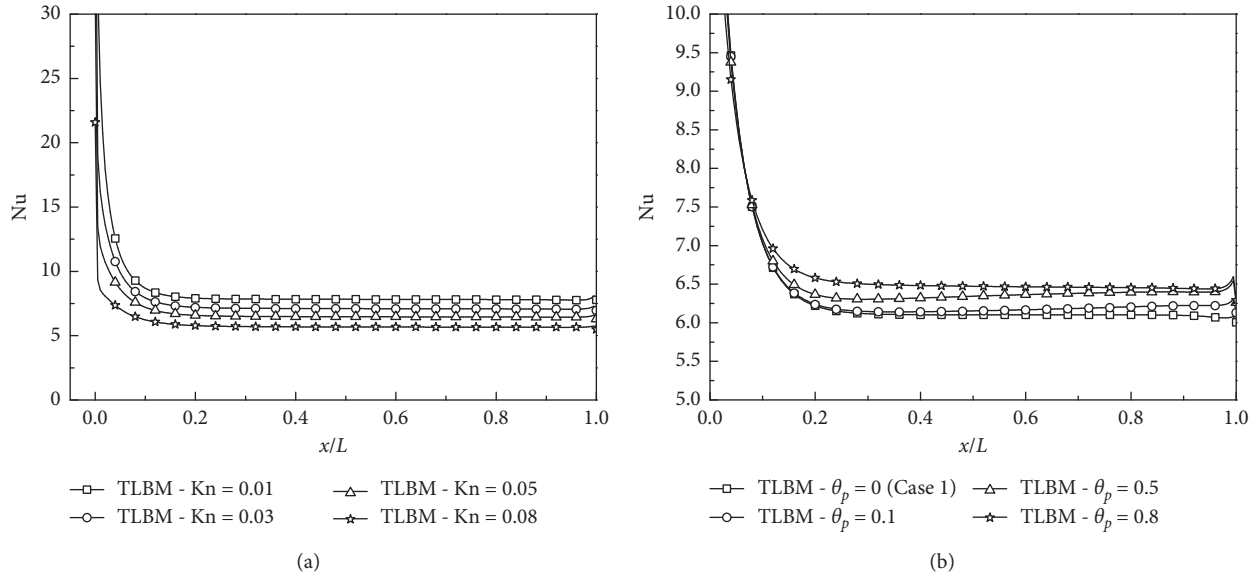 30
25
20
15
10
5
0
Nu
0.0
0.2
0.4
0.6
0.8
1.0
x/L
TLBM - Kn = 0.01
TLBM - Kn = 0.03
TLBM - Kn = 0.05
TLBM - Kn = 0.08
(a)
10.0
9.5
9.0
8.5
8.0
7.5
7.0
6.5
6.0
5.5
5.0
Nu
0.0
0.2
0.4
0.6
0.8
1.0
x/L
TLBM - θp = 0 (Case 1)
TLBM - θp = 0.1
TLBM - θp = 0.5
TLBM - θp = 0.8
(b)